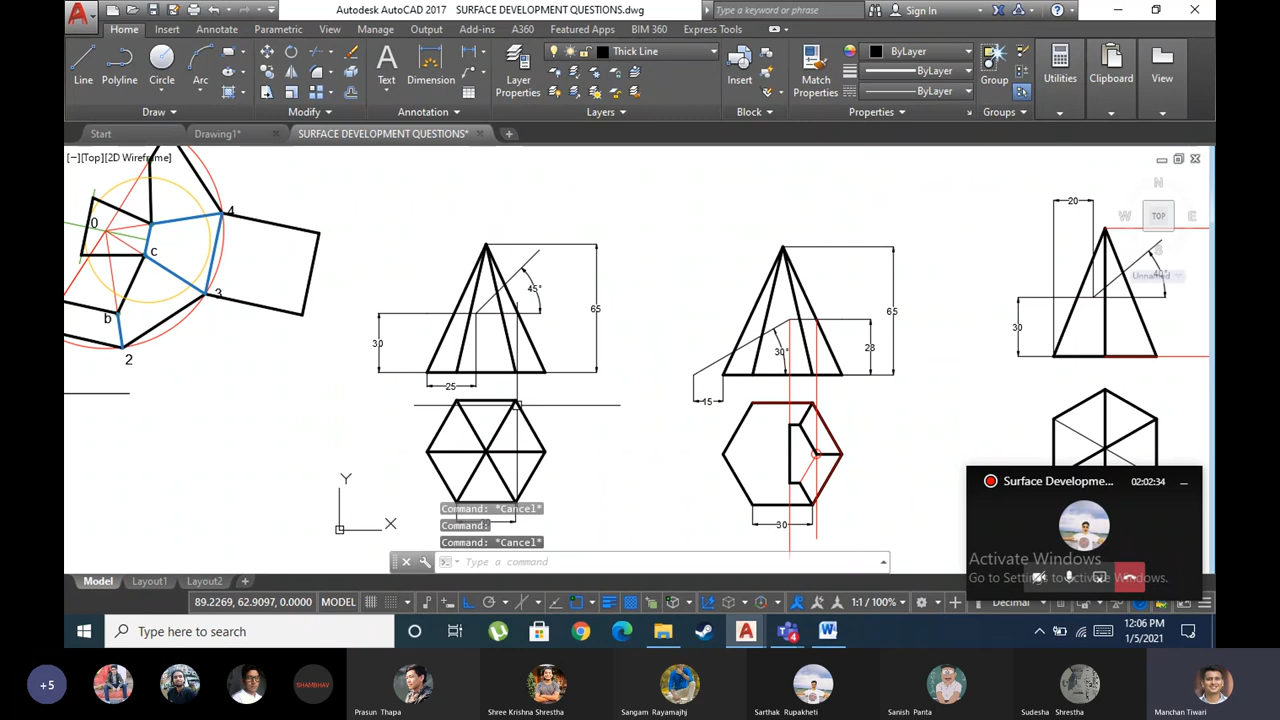 Autodesk AutoCAD 2017 SURFACE DEVELOPMENT QUESTIONS.dwg
Type a keyword or phrase
Sign In
Home Insert Annotate Parametric View Manage Output Add-ins A360 Featured Apps BIM 360 Express Tools
Thick Line
ByLayer
ByLayer
ByLayer
Line Polyline Circle Arc
Text Dimension
Layer Properties
Insert
Match Properties
Group
Utilities
Clipboard
View
Draw Modify Annotation Layers Block Properties Groups
Start Drawing1* SURFACE DEVELOPMENT QUESTIONS*
[−][Top][2D Wireframe]
N
W TOP E
S
Unnamed
0
4
c
3
b
2
45°
65
30
25
30°
65
28
15
30
20
40°
30
Y
X
Command: *Cancel*
Command:
Command: *Cancel*
Type a command
Surface Developme... 02:02:34
Activate Windows
Go to Settings to activate Windows.
Model Layout1 Layout2
89.2269, 62.9097, 0.0000 MODEL
1:1 / 100%
Decimal
Type here to search
12:06 PM
1/5/2021
+5
SHAMBHAV
Prasun Thapa
Shree Krishna Shrestha
Sangam Rayamajhi
Sarthak Rupakheti
Sanish Panta
Sudesha Shrestha
Manchan Tiwari